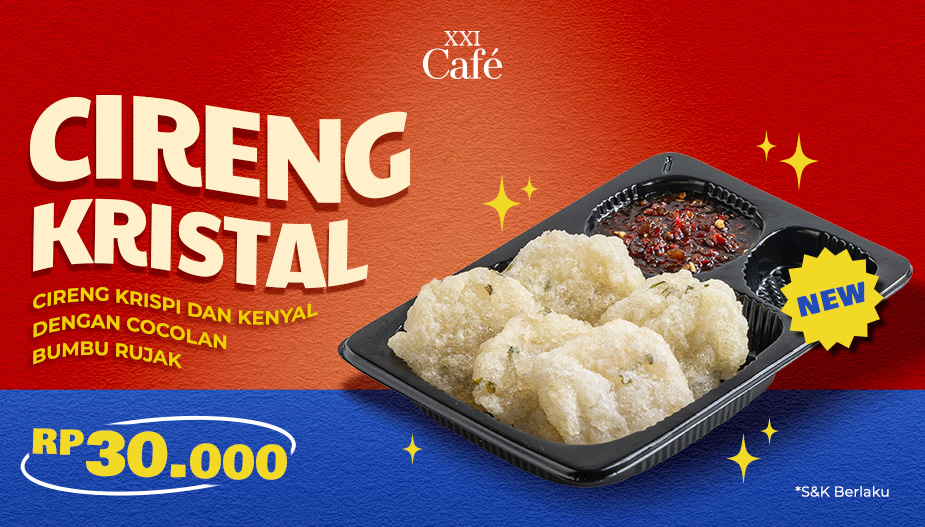 XXI
Café
CIRENG
KRISTAL
CIRENG KRISPI DAN KENYAL
DENGAN COCOLAN
BUMBU RUJAK
NEW
RP30.000
*S&K Berlaku